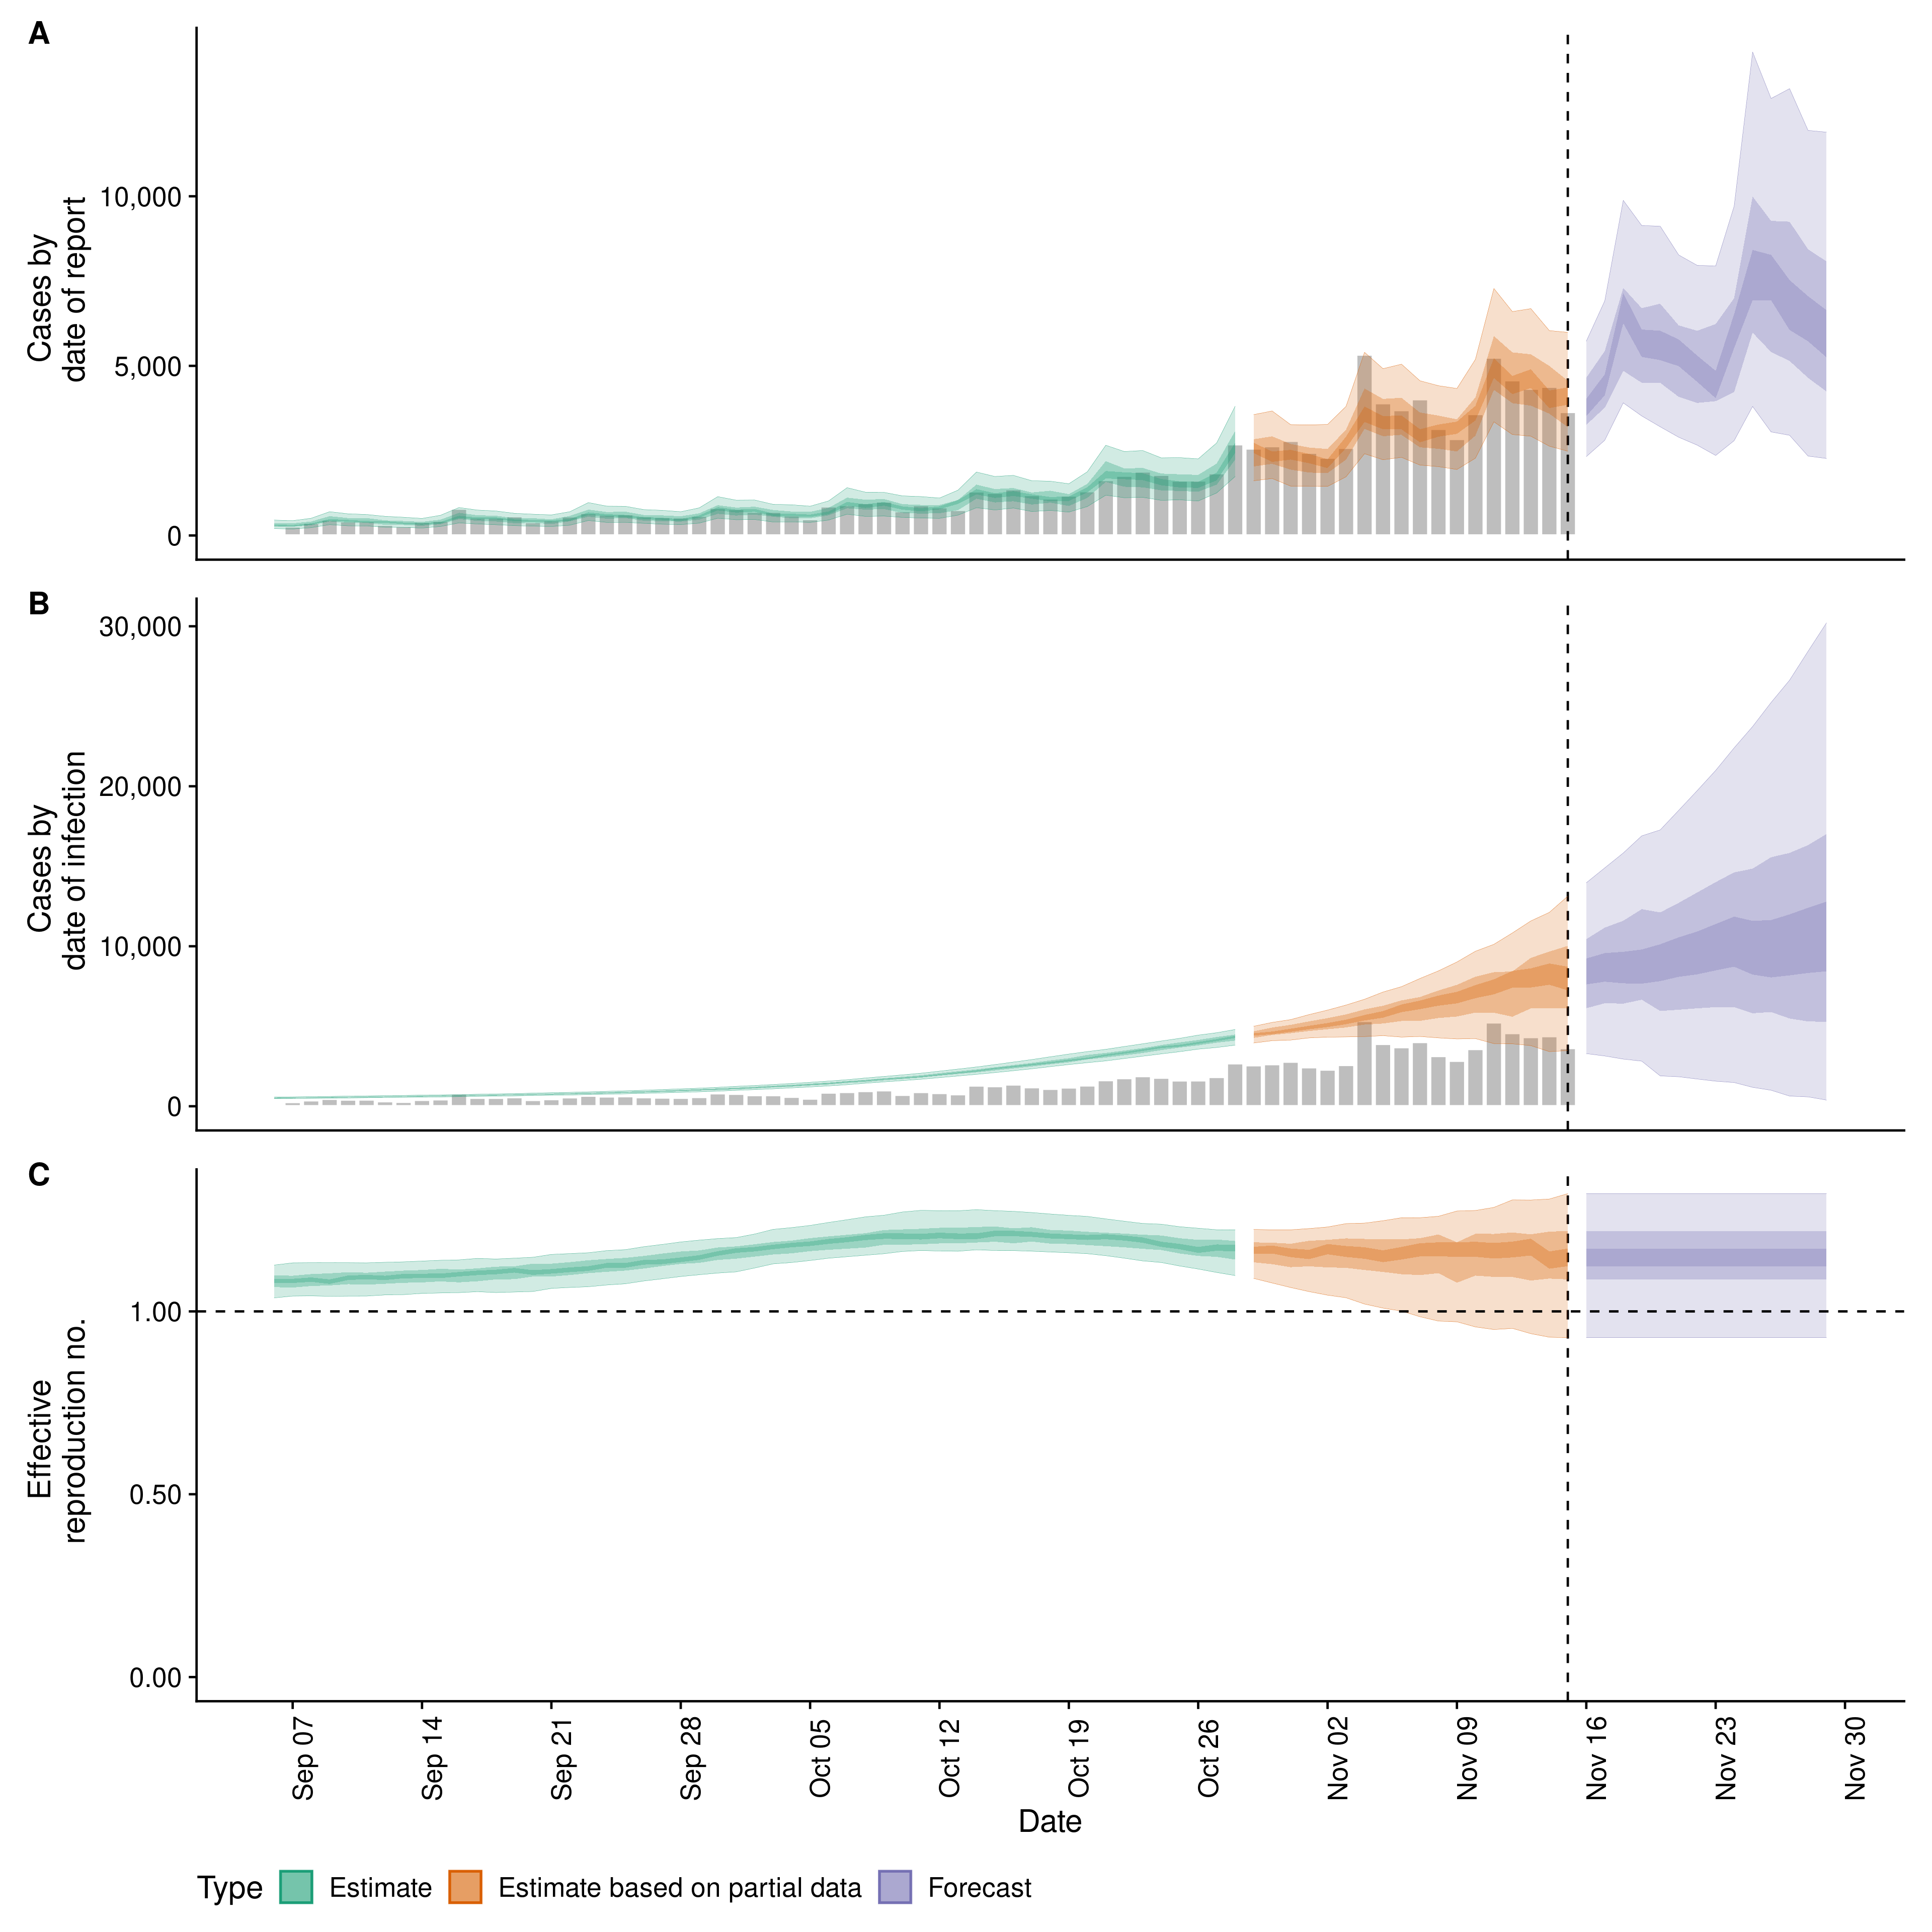 A
Cases by
date of report
10,000
5,000
0
B
Cases by
date of infection
30,000
20,000
10,000
0
C
Effective
reproduction no.
1.00
0.50
0.00
Sep 07
Sep 14
Sep 21
Sep 28
Oct 05
Oct 12
Oct 19
Oct 26
Nov 02
Nov 09
Nov 16
Nov 23
Nov 30
Date
Type Estimate Estimate based on partial data Forecast